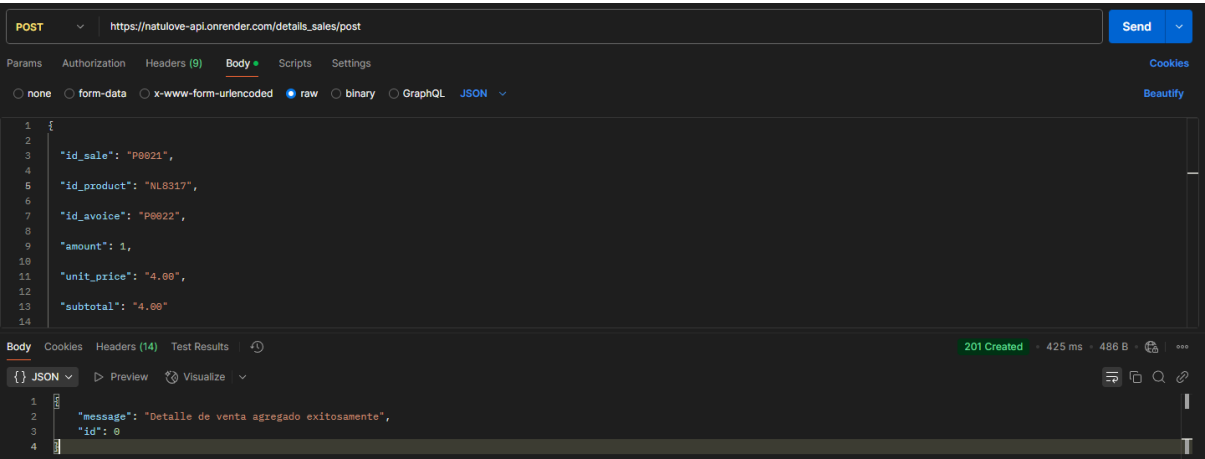 POST https://natulove-api.onrender.com/details_sales/post Send
Params Authorization Headers (9) Body Scripts Settings Cookies
none form-data x-www-form-urlencoded raw binary GraphQL JSON Beautify
1 {
2
3 "id_sale": "P0021",
4
5 "id_product": "NL8317",
6
7 "id_avoice": "P0022",
8
9 "amount": 1,
10
11 "unit_price": "4.00",
12
13 "subtotal": "4.00"
14
Body Cookies Headers (14) Test Results 201 Created 425 ms 486 B
{} JSON Preview Visualize
1 {
2 "message": "Detalle de venta agregado exitosamente",
3 "id": 0
4 }